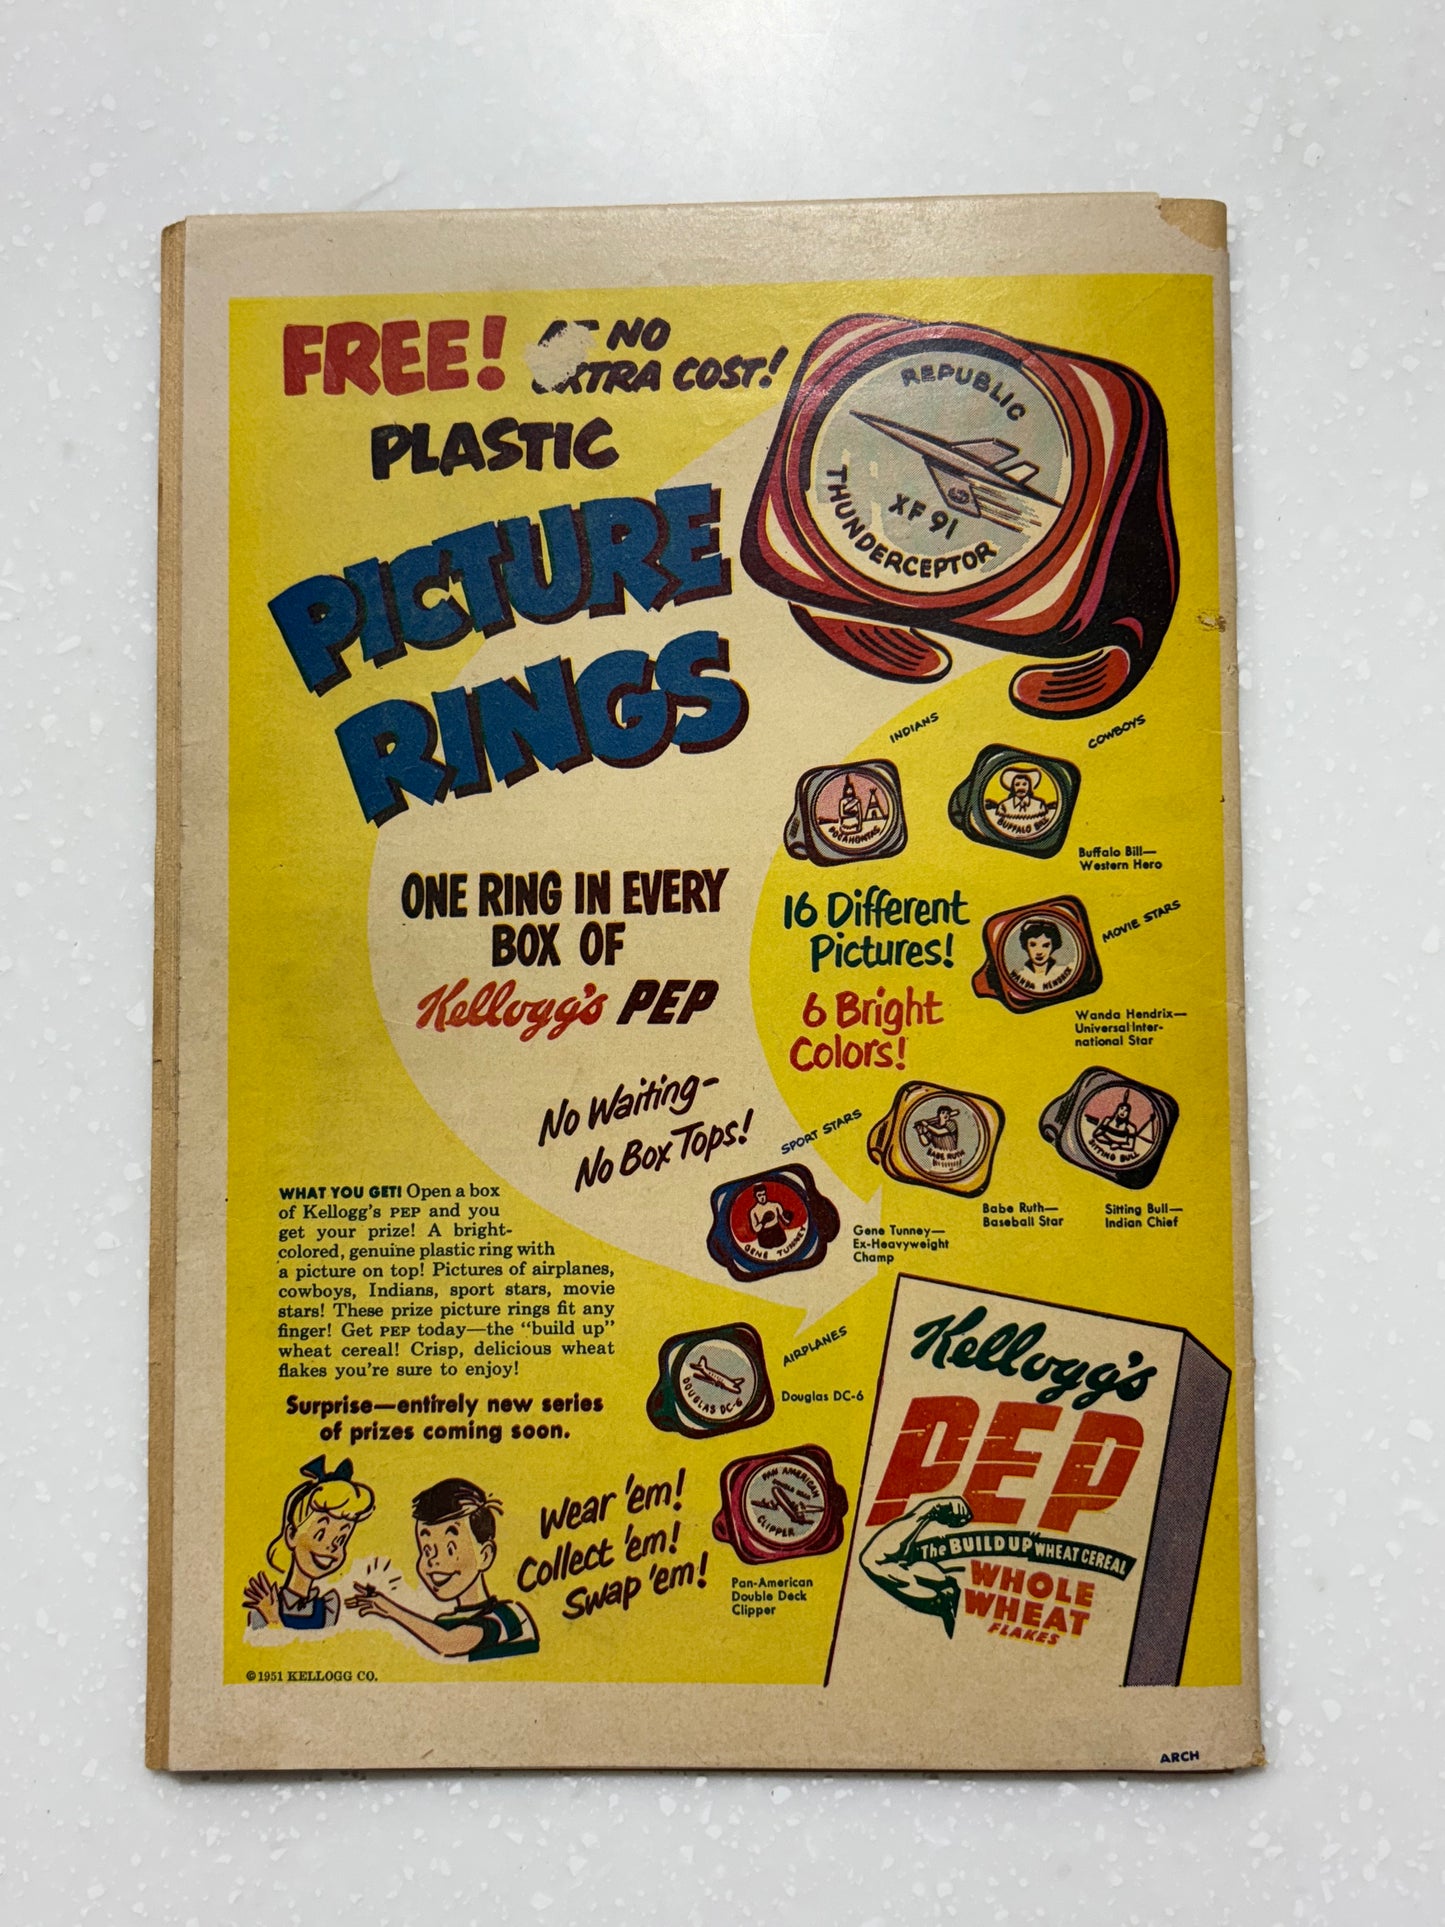 FREE!
NO
XTRA COST!
PLASTIC
PICTURE
RINGS
REPUBLIC
XF 91
THUNDERCEPTOR
ONE RING IN EVERY
BOX OF
Kellogg's PEP
No Waiting-
No Box Tops!
INDIANS
COWBOYS
POCAHONTAS
BUFFALO BILL
Buffalo Bill—
Western Hero
16 Different
Pictures!
6 Bright
Colors!
MOVIE STARS
WANDA HENDRIX
Wanda Hendrix—
Universal Inter-
national Star
SPORT STARS
BABE RUTH
Babe Ruth—
Baseball Star
SITTING BULL
Sitting Bull—
Indian Chief
GENE TUNNEY
Gene Tunney—
Ex-Heavyweight
Champ
WHAT YOU GET! Open a box
of Kellogg's PEP and you
get your prize! A bright-
colored, genuine plastic ring with
a picture on top! Pictures of airplanes,
cowboys, Indians, sport stars, movie
stars! These prize picture rings fit any
finger! Get PEP today—the "build up"
wheat cereal! Crisp, delicious wheat
flakes you're sure to enjoy!
Surprise—entirely new series
of prizes coming soon.
AIRPLANES
DOUGLAS DC-6
Douglas DC-6
PAN AMERICAN
CLIPPER
Pan-American
Double Deck
Clipper
Wear 'em!
Collect 'em!
Swap 'em!
Kellogg's
PEP
The "BUILD UP" WHEAT CEREAL
WHOLE
WHEAT
FLAKES
© 1951 KELLOGG CO.
ARCH